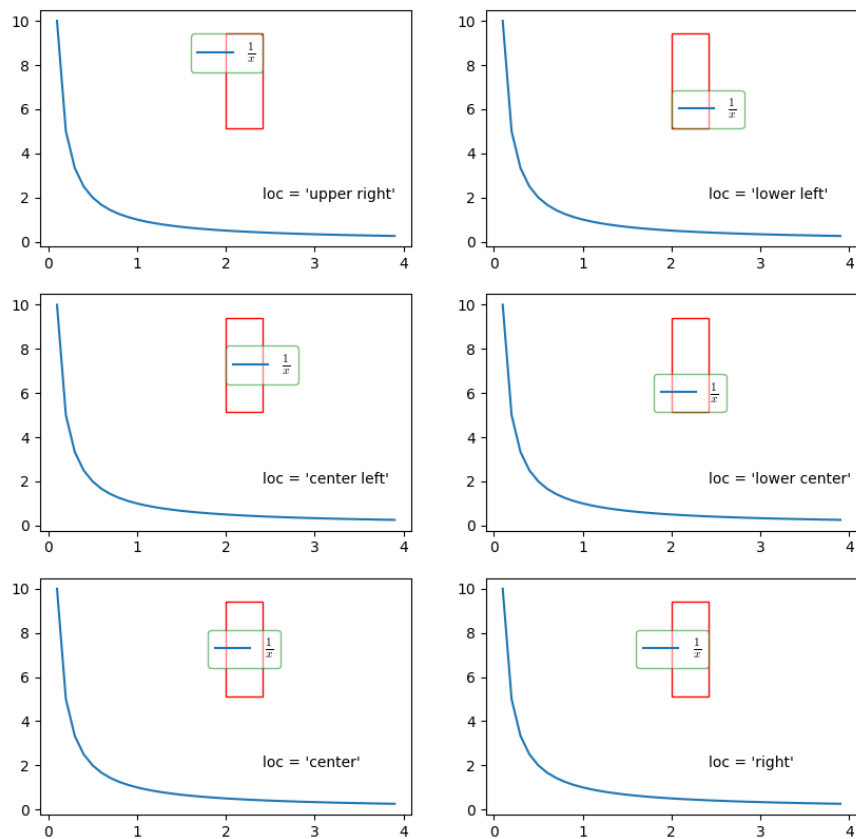 10
8
6
4
2
0
0 1 2 3 4
1/x
loc = 'upper right'
10
8
6
4
2
0
0 1 2 3 4
1/x
loc = 'lower left'
10
8
6
4
2
0
0 1 2 3 4
1/x
loc = 'center left'
10
8
6
4
2
0
0 1 2 3 4
1/x
loc = 'lower center'
10
8
6
4
2
0
0 1 2 3 4
1/x
loc = 'center'
10
8
6
4
2
0
0 1 2 3 4
1/x
loc = 'right'